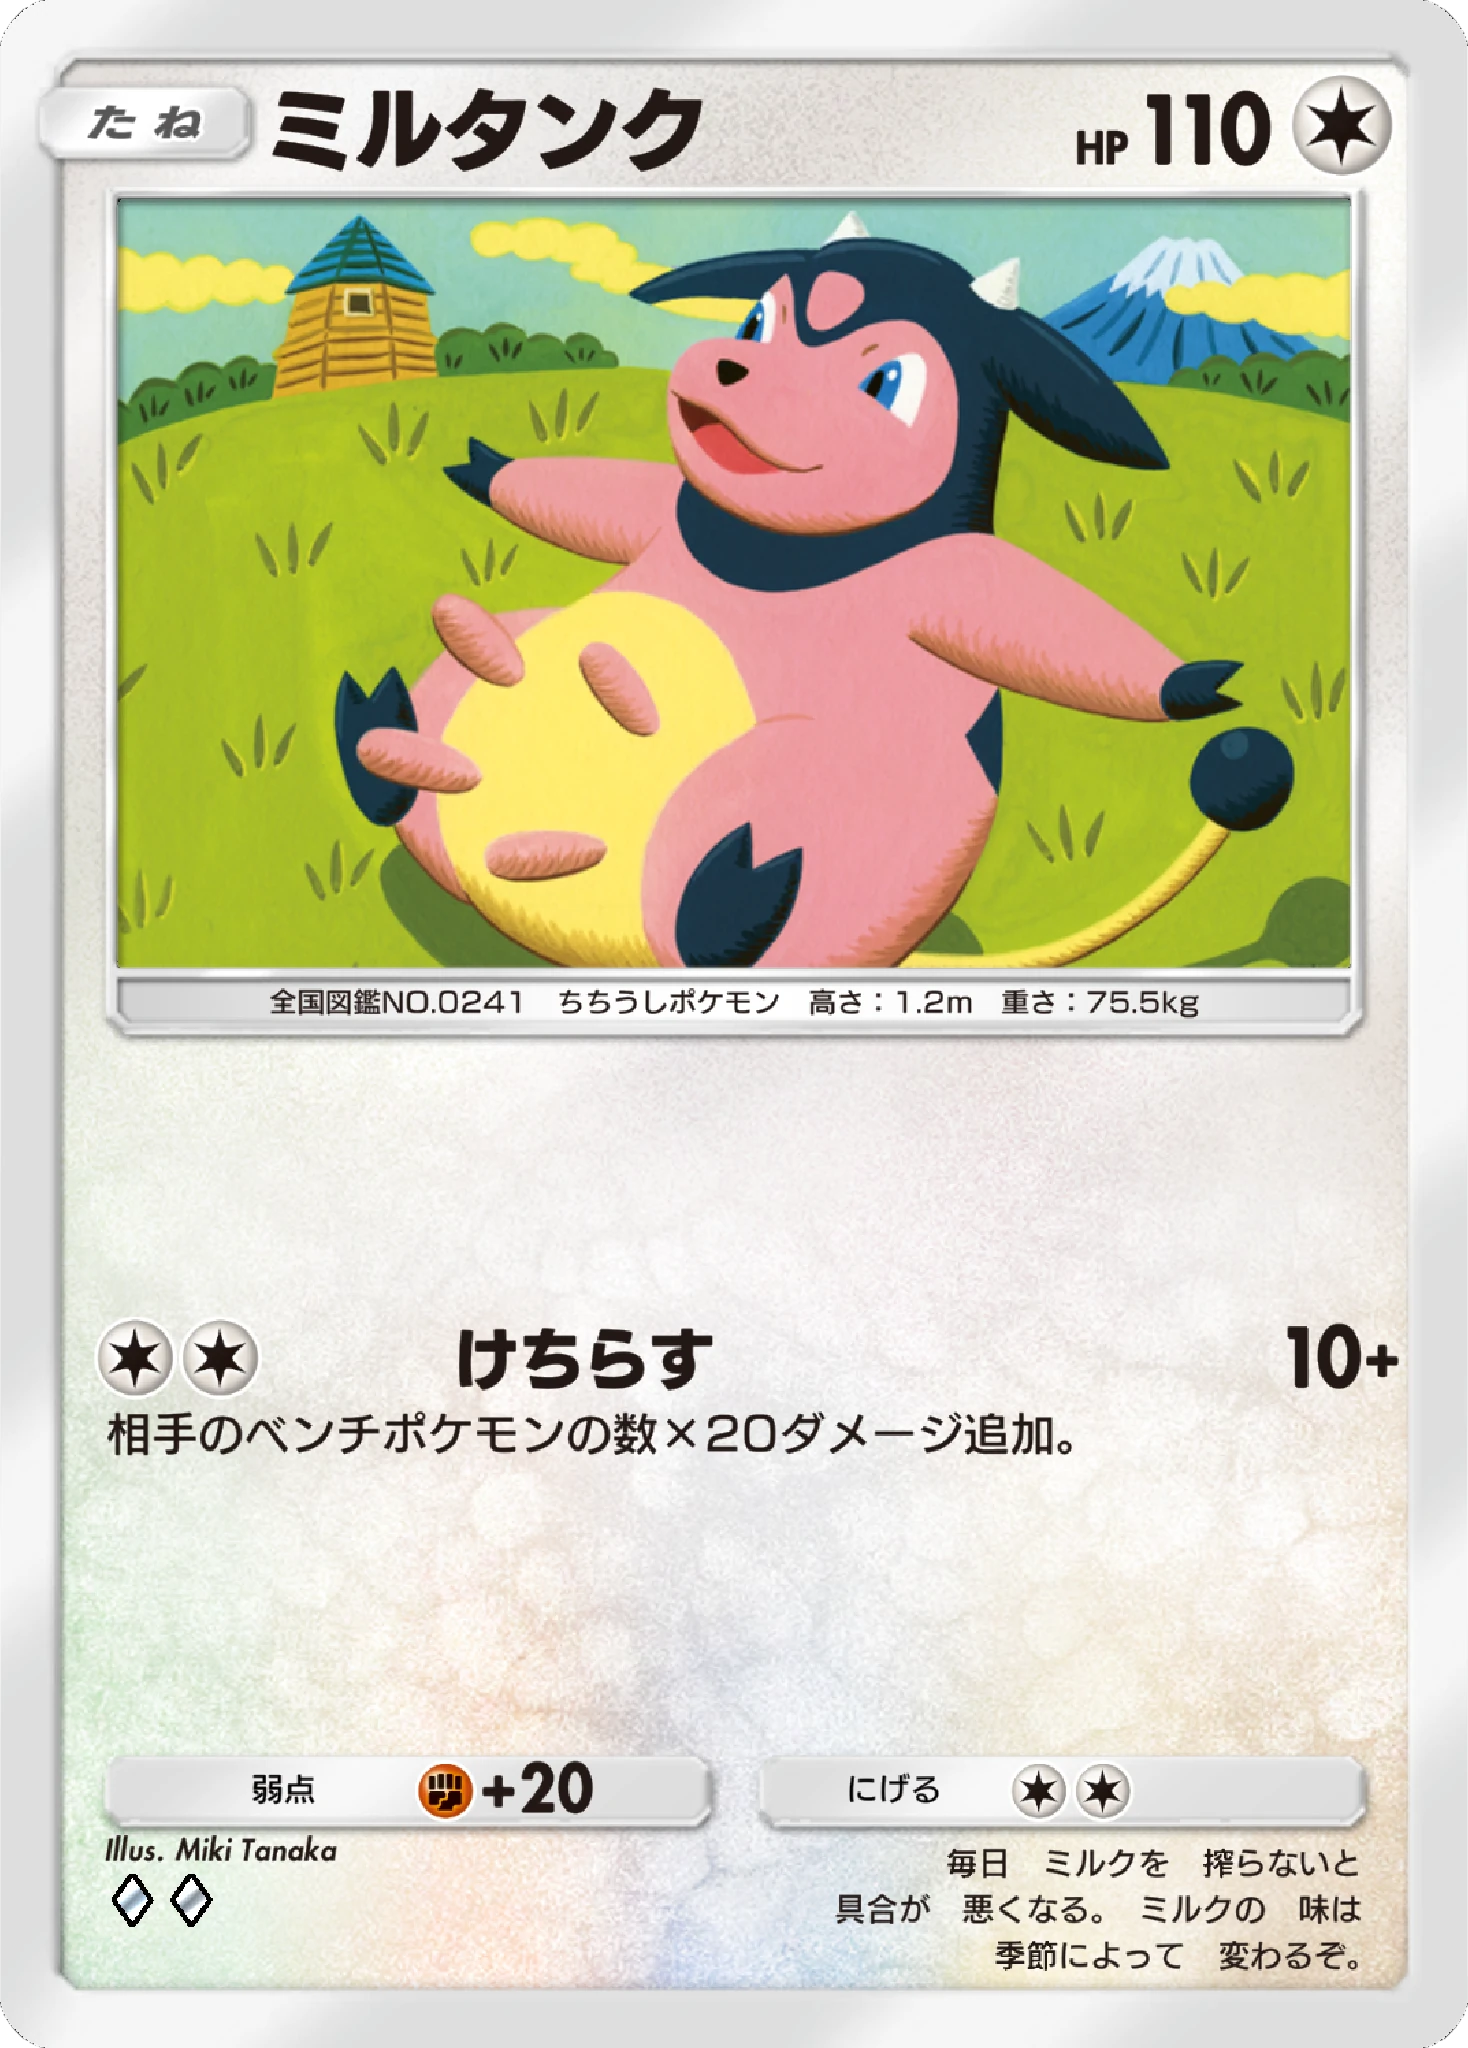 たね ミルタンク HP 110
全国図鑑NO.0241 ちちうしポケモン 高さ：1.2m 重さ：75.5kg
けちらす 10+
相手のベンチポケモンの数×20ダメージ追加。
弱点 +20 にげる
Illus. Miki Tanaka
毎日 ミルクを 搾らないと
具合が 悪くなる。 ミルクの 味は
季節によって 変わるぞ。